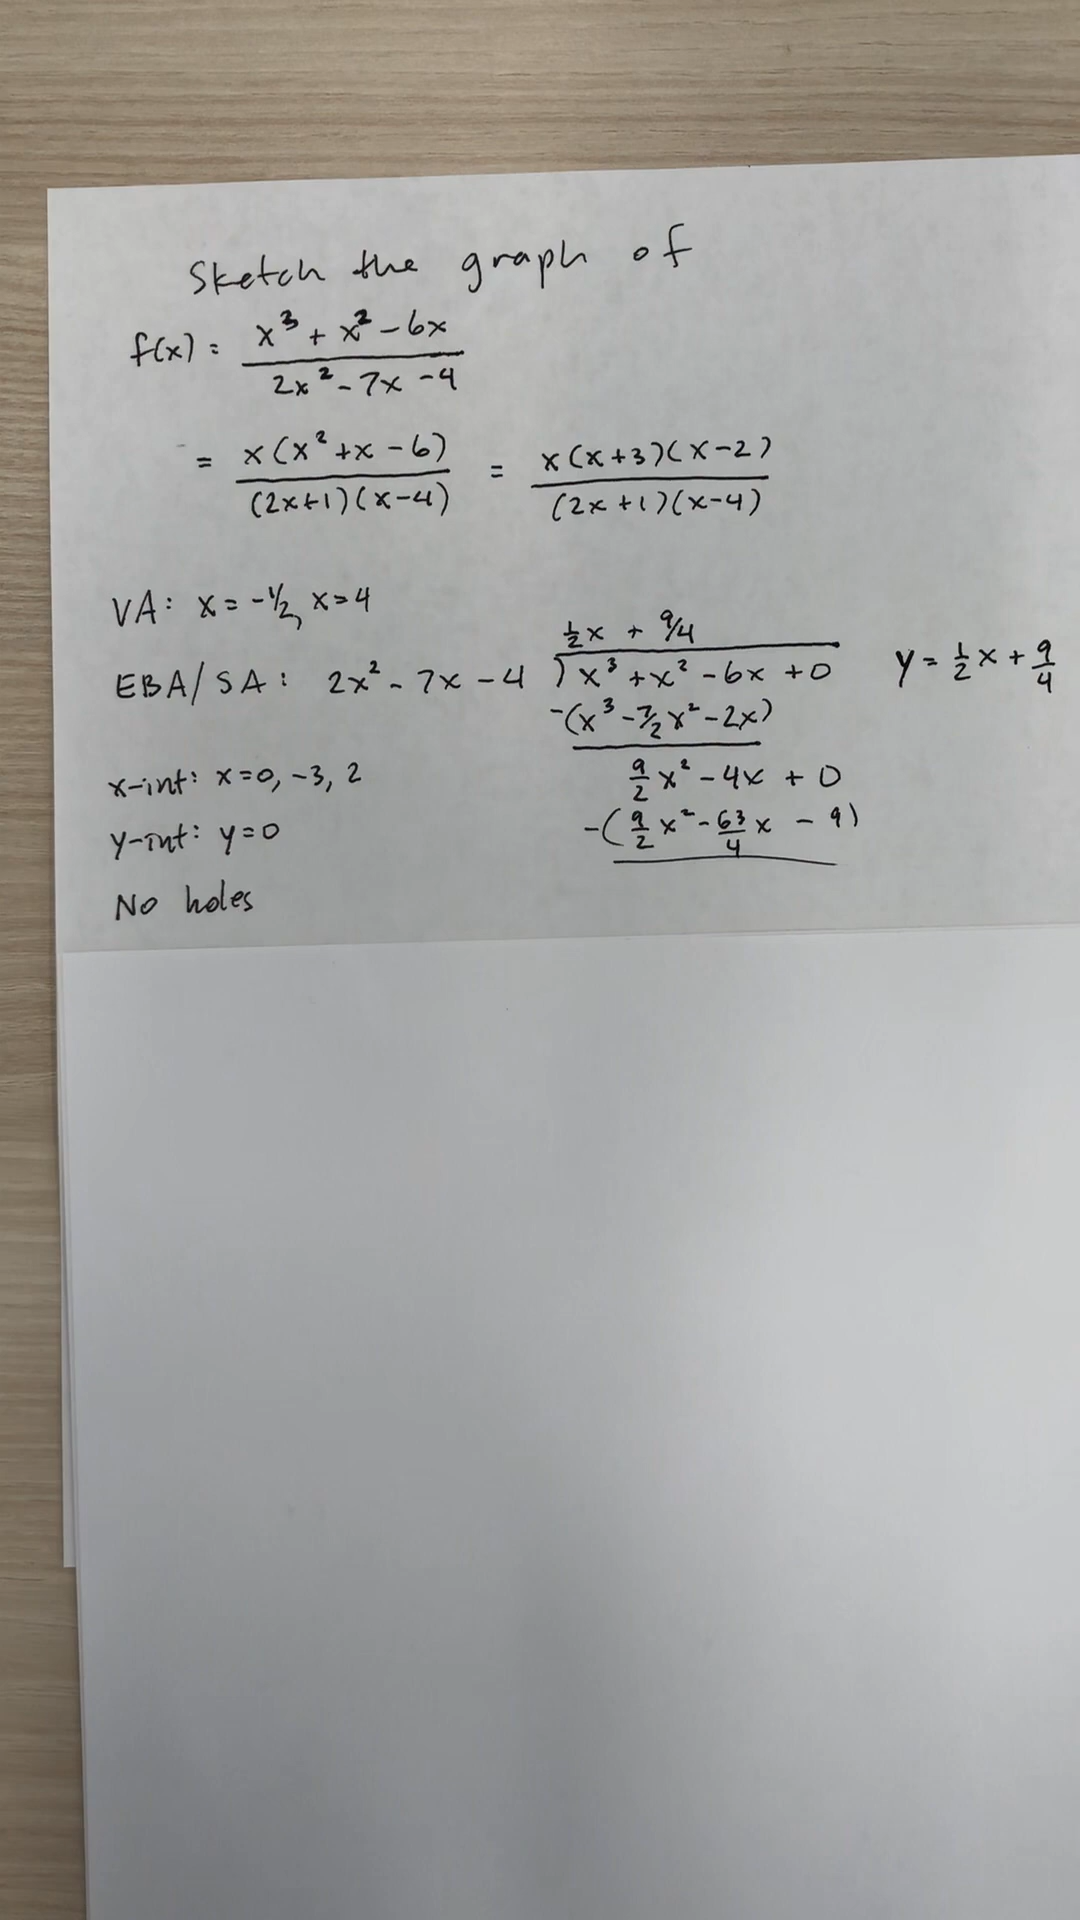 Sketch the graph of
f(x) = (x³ + x² - 6x)/(2x² - 7x - 4)
= (x(x² + x - 6))/((2x+1)(x-4)) = (x(x+3)(x-2))/((2x+1)(x-4))
VA: x = -1/2, x=4
½x + 9/4
EBA/SA: 2x² - 7x - 4 ) x³ + x² - 6x + 0 y = ½x + 9/4
-(x³ - 7/2x² - 2x)
x-int: x=0, -3, 2 9/2x² - 4x + 0
y-int: y=0 -(9/2x² - 63/4x - 9)
No holes